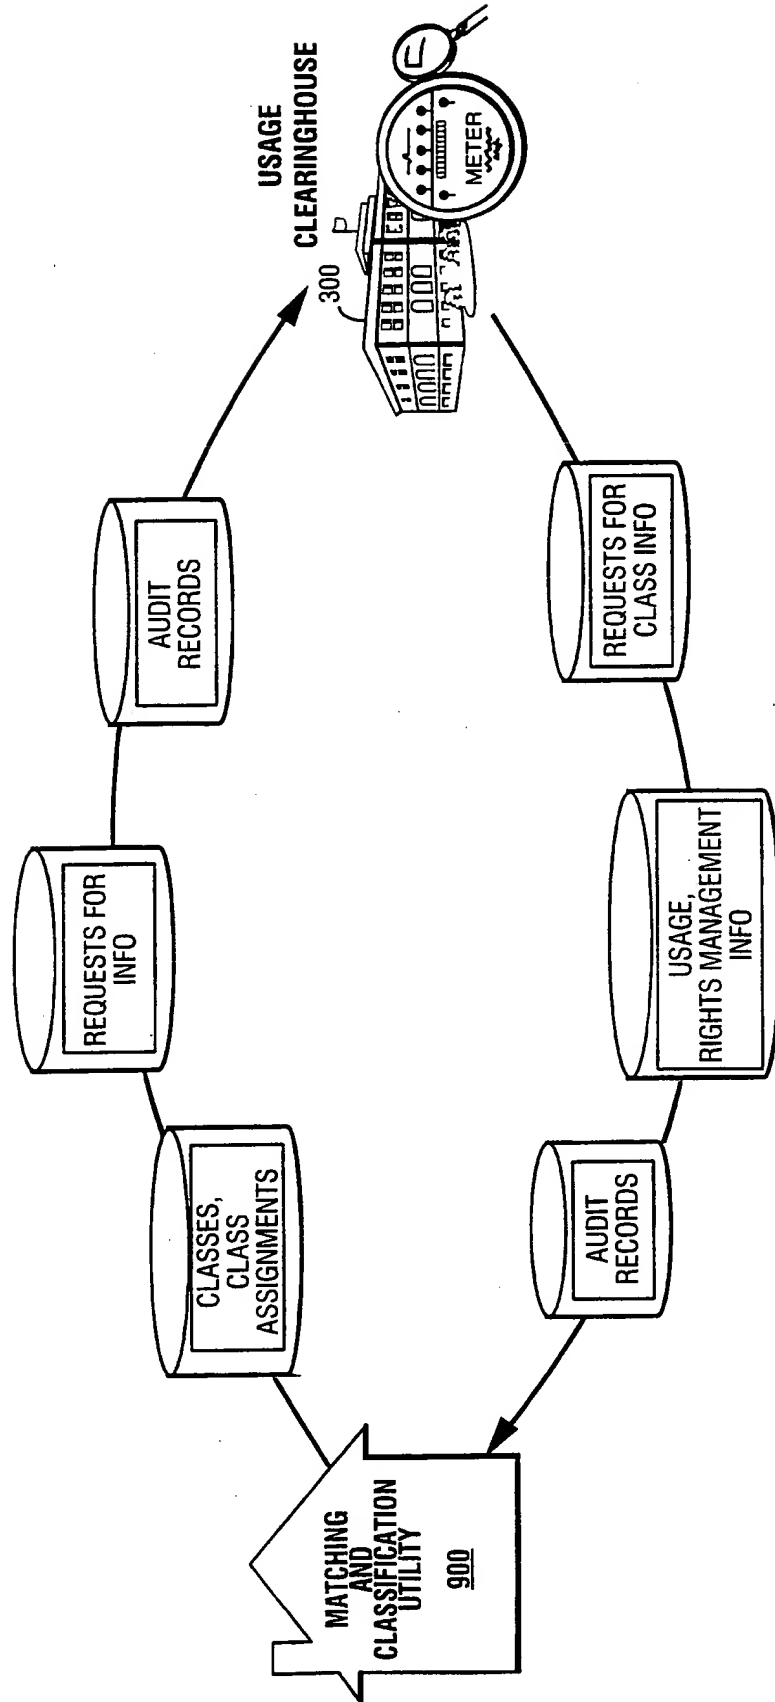 MATCHING
AND
CLASSIFICATION
UTILITY
900
CLASSES,
CLASS
ASSIGNMENTS
REQUESTS FOR
INFO
AUDIT
RECORDS
USAGE
CLEARINGHOUSE
300
METER
REQUESTS FOR
CLASS INFO
USAGE,
RIGHTS MANAGEMENT
INFO
AUDIT
RECORDS